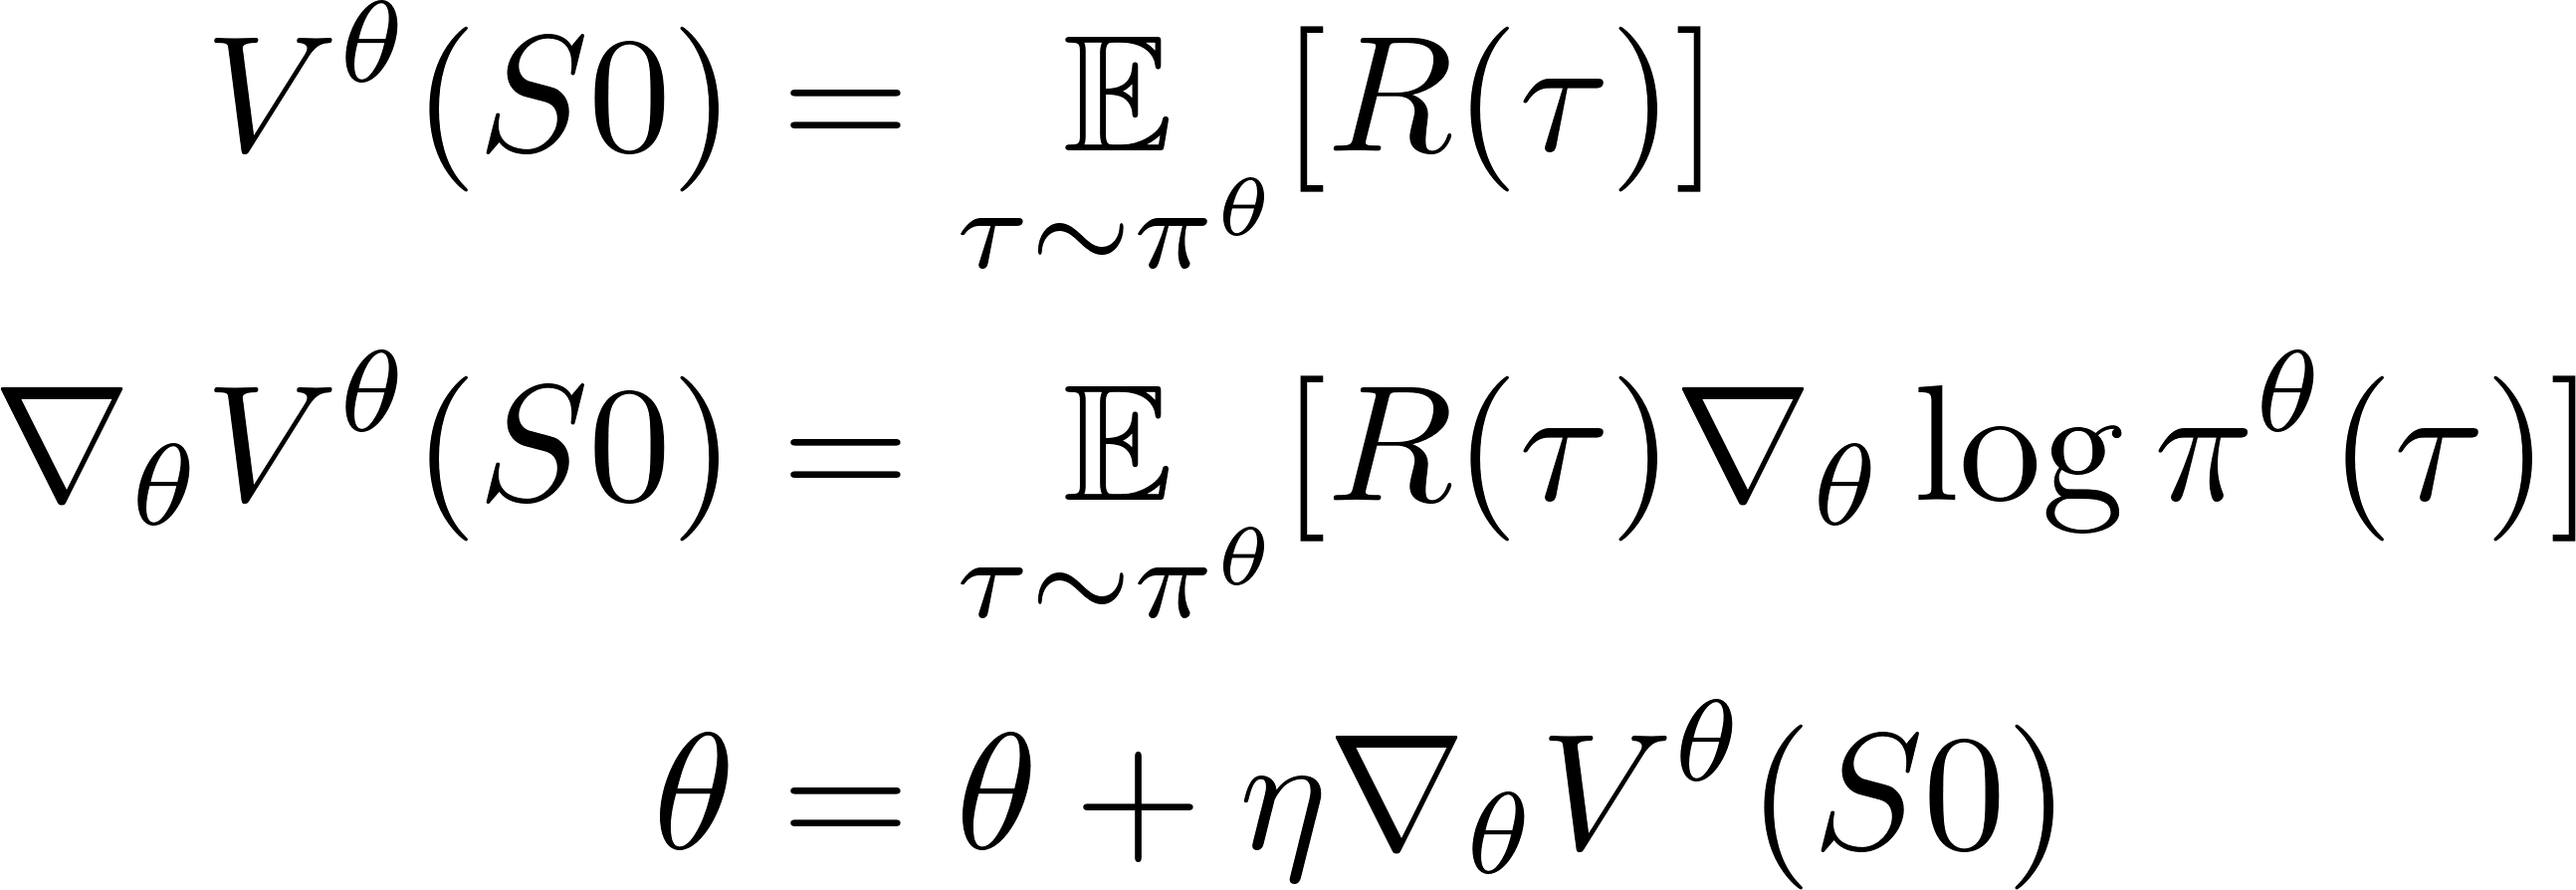 V^θ(S0) = 𝔼_{τ∼π^θ} [R(τ)]
∇_θ V^θ(S0) = 𝔼_{τ∼π^θ} [R(τ)∇_θ log π^θ(τ)]
θ = θ + η∇_θ V^θ(S0)